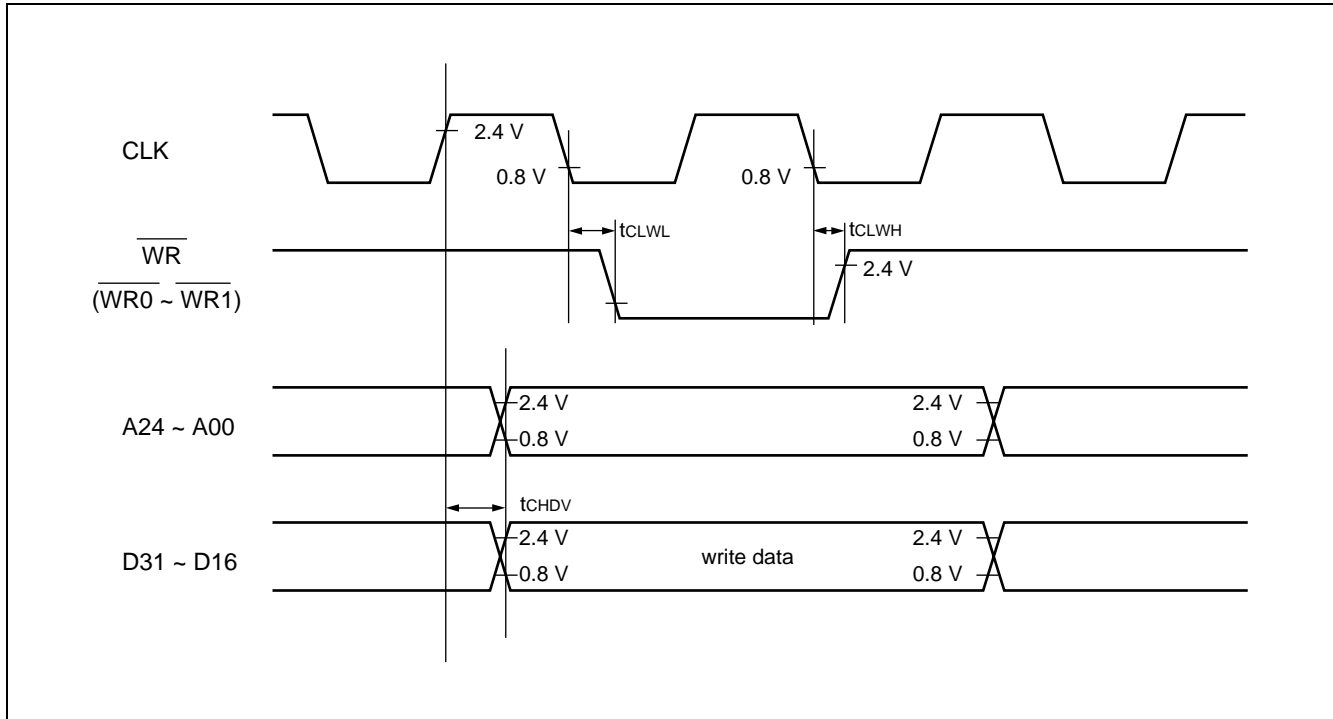 CLK
2.4 V
0.8 V
0.8 V
tCLWL
tCLWH
WR
(WR0 ~ WR1)
2.4 V
A24 ~ A00
2.4 V
0.8 V
2.4 V
0.8 V
tCHDV
D31 ~ D16
2.4 V
0.8 V
write data
2.4 V
0.8 V